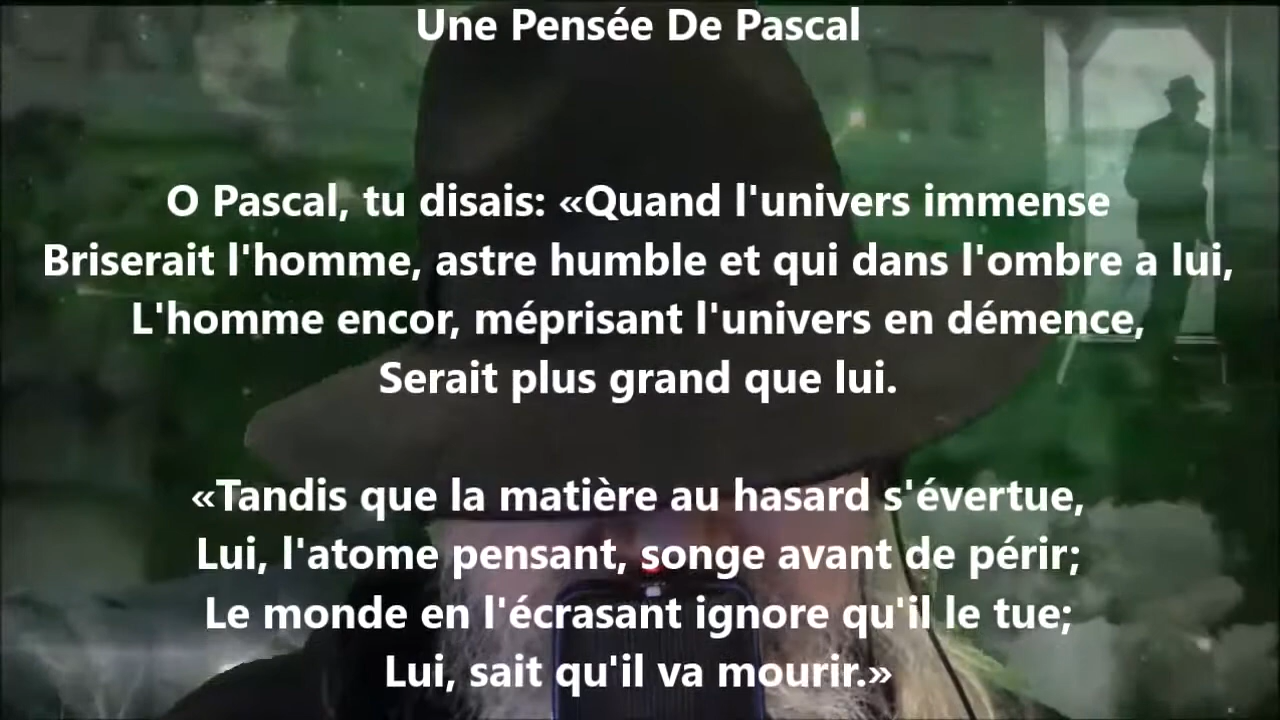 Une Pensée De Pascal
O Pascal, tu disais: «Quand l'univers immense
Briserait l'homme, astre humble et qui dans l'ombre a lui,
L'homme encor, méprisant l'univers en démence,
Serait plus grand que lui.
«Tandis que la matière au hasard s'évertue,
Lui, l'atome pensant, songe avant de périr;
Le monde en l'écrasant ignore qu'il le tue;
Lui, sait qu'il va mourir.»